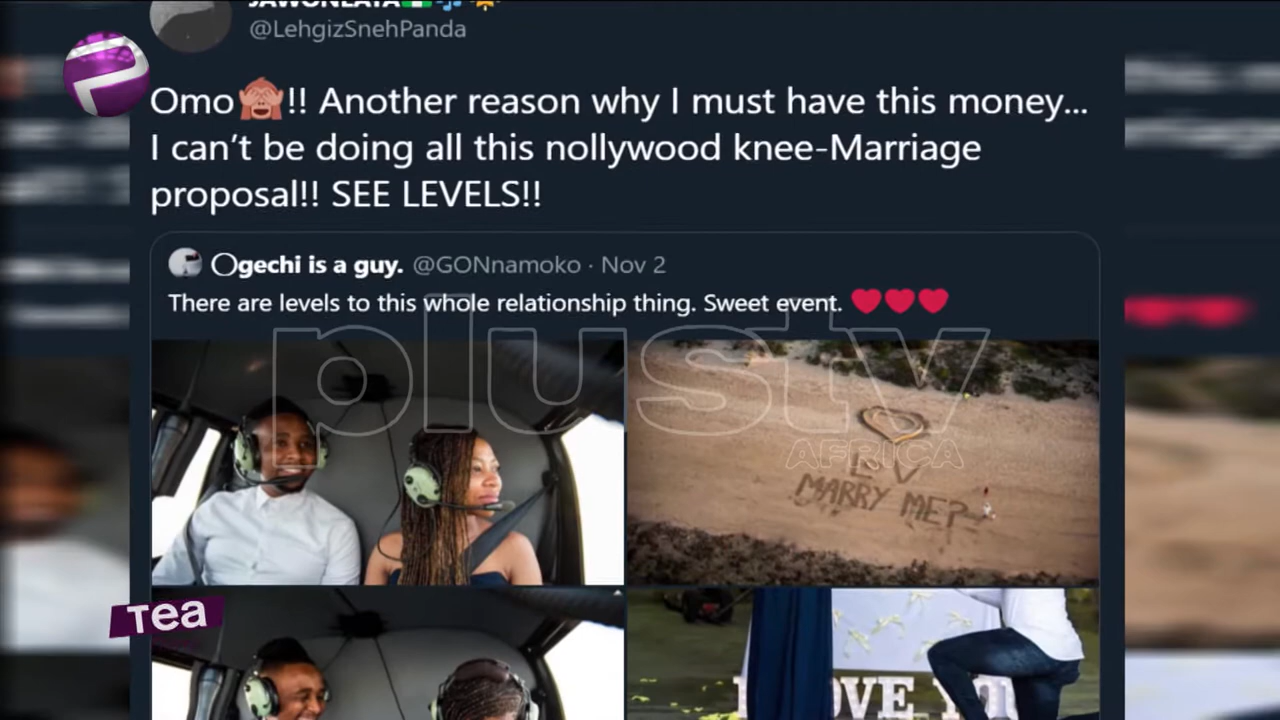 @LehgizSnehPanda
Omo🙈!! Another reason why I must have this money...
I can't be doing all this nollywood knee-Marriage
proposal!! SEE LEVELS!!
Ogechi is a guy. @GONnamoko · Nov 2
There are levels to this whole relationship thing. Sweet event. ❤❤❤
plustv
AFRICA
MARRY ME?
Tea